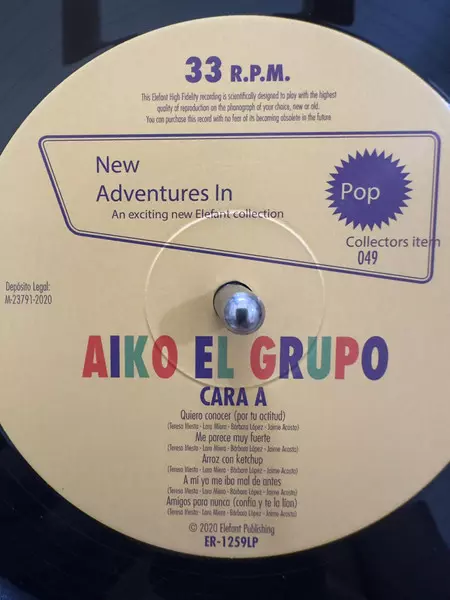 33 R.P.M.
This Elefant High Fidelity recording is scientifically designed to play with the highest
quality of reproduction on the phonograph of your choice, new or old.
You can purchase this record with no fear of its becoming obsolete in the future
New
Adventures In
An exciting new Elefant collection
Pop
Collectors item
049
Depósito Legal:
M-23791-2020
AIKO EL GRUPO
CARA A
Quiero conocer (por tu actitud)
(Teresa Iñesta - Lara Miera - Bárbara López - Jaime Acosta)
Me parece muy fuerte
(Teresa Iñesta - Lara Miera - Bárbara López - Jaime Acosta)
Arroz con ketchup
(Teresa Iñesta - Lara Miera - Bárbara López - Jaime Acosta)
A mí ya me iba mal de antes
(Teresa Iñesta - Lara Miera - Bárbara López - Jaime Acosta)
Amigos para nunca (confía y te la lían)
(Teresa Iñesta - Lara Miera - Bárbara López - Jaime Acosta)
© 2020 Elefant Publishing
ER-1259LP